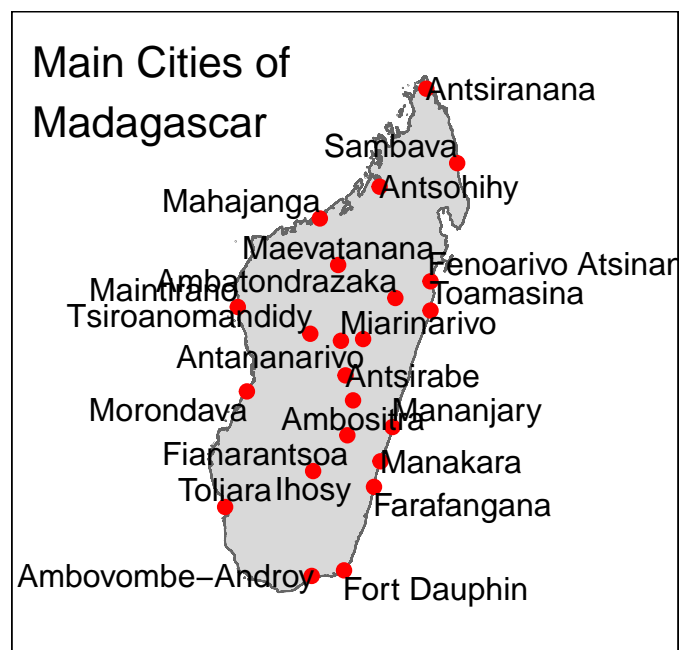 Main Cities of
Madagascar
Antsiranana
Sambava
Antsohihy
Mahajanga
Maevatanana
Fenoarivo Atsinan
Ambatondrazaka
Maintirano
Toamasina
Tsiroanomandidy
Miarinarivo
Antananarivo
Antsirabe
Morondava
Ambositra
Mananjary
Fianarantsoa
Manakara
Toliara
Ihosy
Farafangana
Ambovombe−Androy
Fort Dauphin